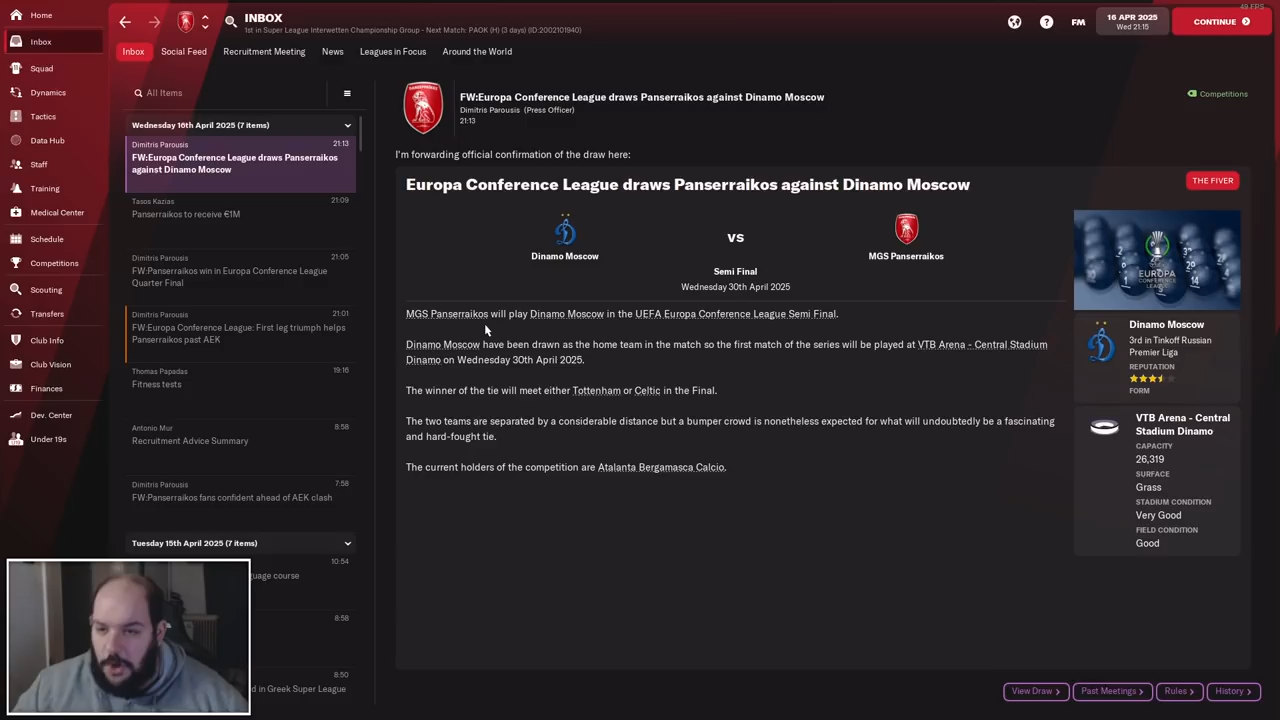 49 FPS
Home
Inbox
Squad
Dynamics
Tactics
Data Hub
Staff
Training
Medical Center
Schedule
Competitions
Scouting
Transfers
Club Info
Club Vision
Finances
Dev. Center
Under 19s
INBOX
1st in Super League Interwetten Championship Group - Next Match: PAOK (H) (3 days) (ID:2002101940)
FM
16 APR 2025
Wed 21:15
CONTINUE
Inbox
Social Feed
Recruitment Meeting
News
Leagues in Focus
Around the World
All Items
Wednesday 16th April 2025 (7 items)
Dimitris Parousis 21:13
FW:Europa Conference League draws Panserraikos
against Dinamo Moscow
Tasos Kazias 21:09
Panserraikos to receive €1M
Dimitris Parousis 21:05
FW:Panserraikos win in Europa Conference League
Quarter Final
Dimitris Parousis 21:01
FW:Europa Conference League: First leg triumph helps
Panserraikos past AEK
Thomas Papadas 19:16
Fitness tests
Antonio Mur 8:58
Recruitment Advice Summary
Dimitris Parousis 7:58
FW:Panserraikos fans confident ahead of AEK clash
Tuesday 15th April 2025 (7 items)
10:54
guage course
8:58
8:50
d in Greek Super League
FW:Europa Conference League draws Panserraikos against Dinamo Moscow
Dimitris Parousis (Press Officer)
21:13
Competitions
I'm forwarding official confirmation of the draw here:
Europa Conference League draws Panserraikos against Dinamo Moscow
THE FIVER
Dinamo Moscow
VS
MGS Panserraikos
Semi Final
Wednesday 30th April 2025
MGS Panserraikos will play Dinamo Moscow in the UEFA Europa Conference League Semi Final.
Dinamo Moscow have been drawn as the home team in the match so the first match of the series will be played at VTB Arena - Central Stadium
Dinamo on Wednesday 30th April 2025.
The winner of the tie will meet either Tottenham or Celtic in the Final.
The two teams are separated by a considerable distance but a bumper crowd is nonetheless expected for what will undoubtedly be a fascinating
and hard-fought tie.
The current holders of the competition are Atalanta Bergamasca Calcio.
EUROPA
CONFERENCE
LEAGUE
Dinamo Moscow
3rd in Tinkoff Russian
Premier Liga
REPUTATION
FORM
VTB Arena - Central
Stadium Dinamo
CAPACITY
26,319
SURFACE
Grass
STADIUM CONDITION
Very Good
FIELD CONDITION
Good
View Draw
Past Meetings
Rules
History